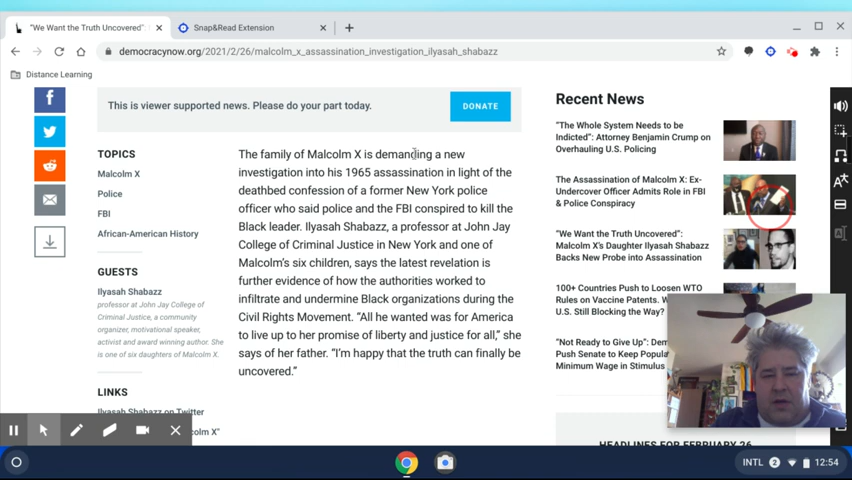 "We Want the Truth Uncovered":
Snap&Read Extension
democracynow.org/2021/2/26/malcolm_x_assassination_investigation_ilyasah_shabazz
Distance Learning
This is viewer supported news. Please do your part today.
DONATE
TOPICS
Malcolm X
Police
FBI
African-American History
GUESTS
Ilyasah Shabazz
professor at John Jay College of
Criminal Justice, a community
organizer, motivational speaker,
activist and award winning author. She
is one of six daughters of Malcolm X.
LINKS
Ilyasah Shabazz on Twitter
colm X"
The family of Malcolm X is demanding a new
investigation into his 1965 assassination in light of the
deathbed confession of a former New York police
officer who said police and the FBI conspired to kill the
Black leader. Ilyasah Shabazz, a professor at John Jay
College of Criminal Justice in New York and one of
Malcolm's six children, says the latest revelation is
further evidence of how the authorities worked to
infiltrate and undermine Black organizations during the
Civil Rights Movement. "All he wanted was for America
to live up to her promise of liberty and justice for all," she
says of her father. "I'm happy that the truth can finally be
uncovered."
Recent News
"The Whole System Needs to be
Indicted": Attorney Benjamin Crump on
Overhauling U.S. Policing
The Assassination of Malcolm X: Ex-
Undercover Officer Admits Role in FBI
& Police Conspiracy
"We Want the Truth Uncovered":
Malcolm X's Daughter Ilyasah Shabazz
Backs New Probe into Assassination
100+ Countries Push to Loosen WTO
Rules on Vaccine Patents. W
U.S. Still Blocking the Way?
"Not Ready to Give Up": Dem
Push Senate to Keep Popula
Minimum Wage in Stimulus
HEADLINES FOR FEBRUARY 26
INTL 2 12:54